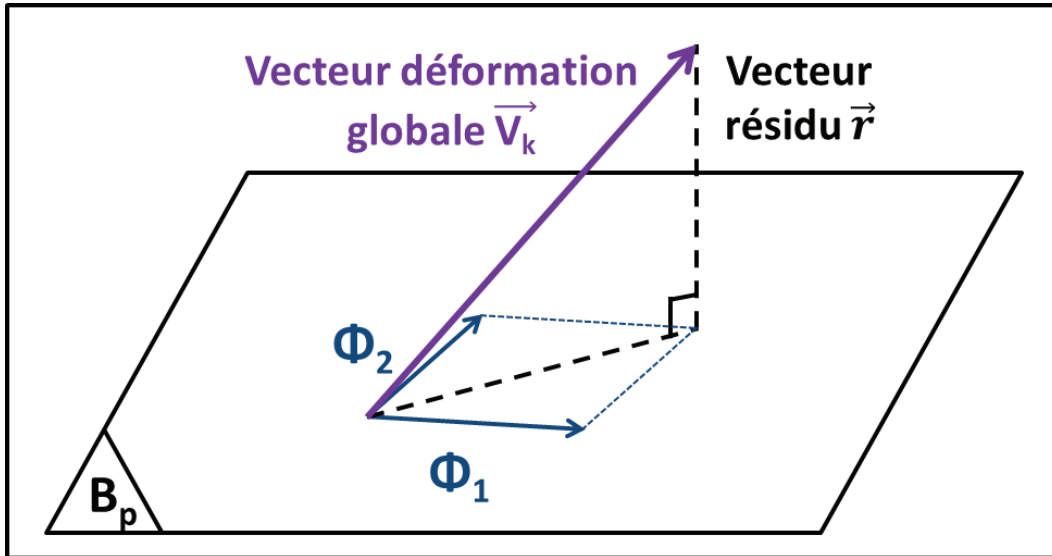 Vecteur déformation
globale V⃗ₖ
Vecteur
résidu r⃗
Φ₂
Φ₁
Bₚ